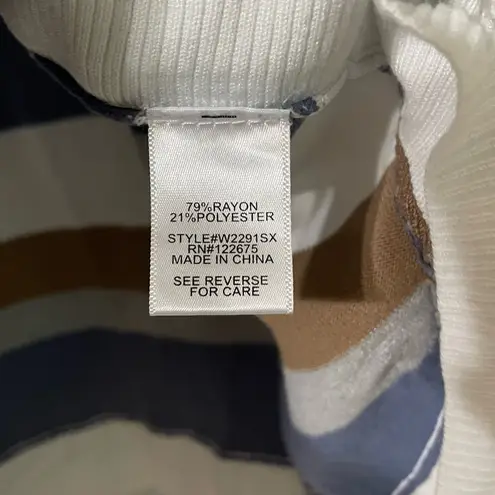 79%RAYON
21%POLYESTER
STYLE#W2291SX
RN#122675
MADE IN CHINA
SEE REVERSE
FOR CARE